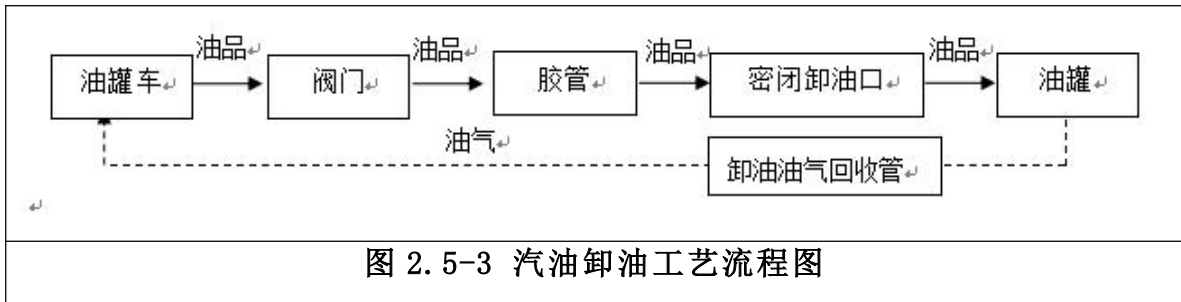 油品 油品 油品 油品
油罐车 阀门 胶管 密闭卸油口 油罐
油气
卸油油气回收管
图 2.5-3 汽油卸油工艺流程图